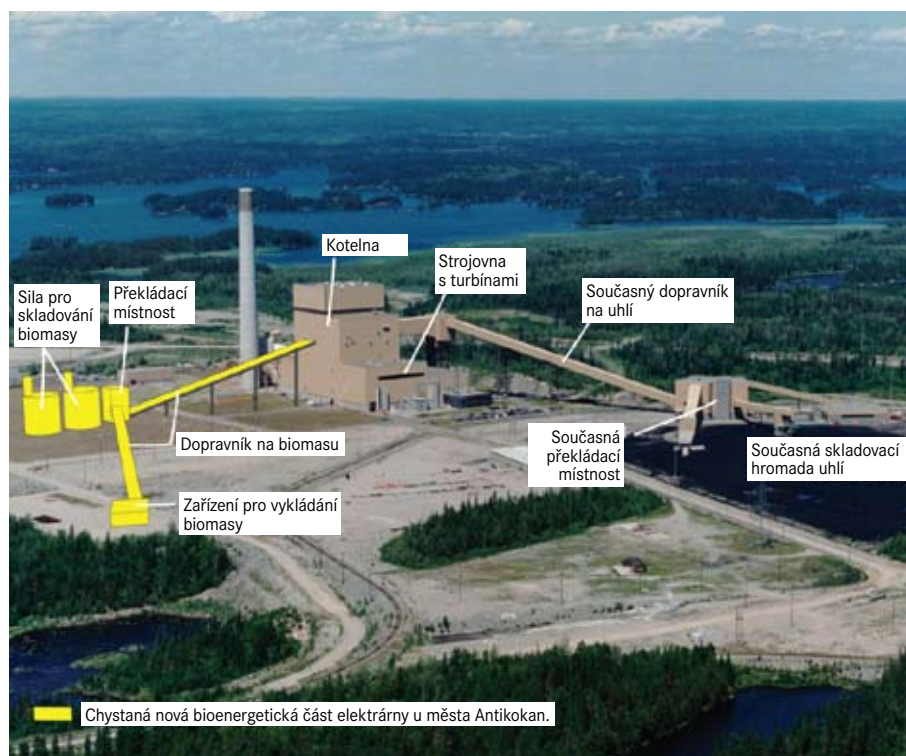 Kotelna
Strojovna
s turbínami
Sila pro
skladování
biomasy
Překládací
místnost
Současný dopravník
na uhlí
Dopravník na biomasu
Současná
překládací
místnost
Současná skladovací
hromada uhlí
Zařízení pro vykládání
biomasy
Chystaná nová bioenergetická část elektrárny u města Antikokan.